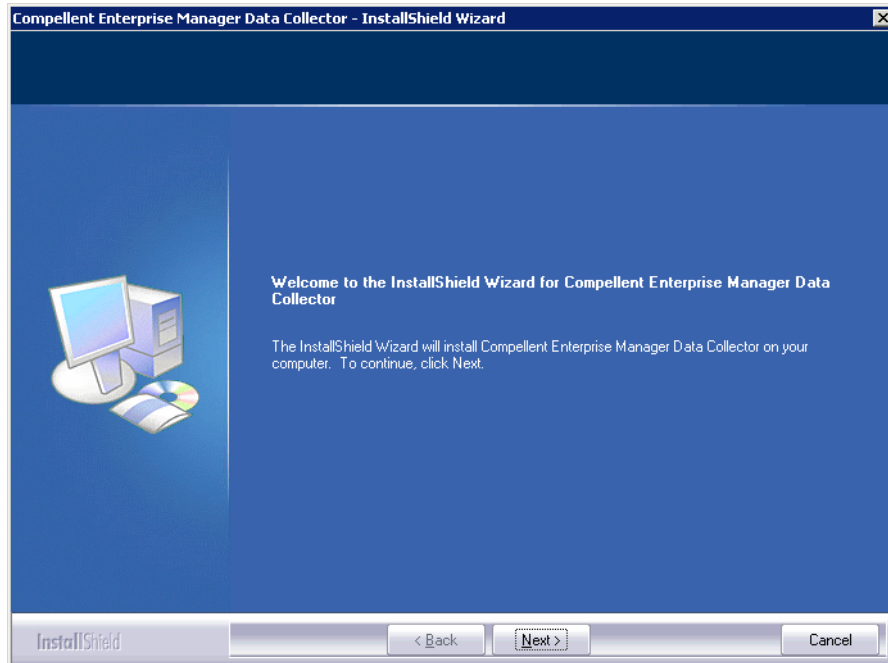 Compellent Enterprise Manager Data Collector - InstallShield Wizard
Welcome to the InstallShield Wizard for Compellent Enterprise Manager Data
Collector
The InstallShield Wizard will install Compellent Enterprise Manager Data Collector on your
computer. To continue, click Next.
InstallShield
< Back
Next >
Cancel